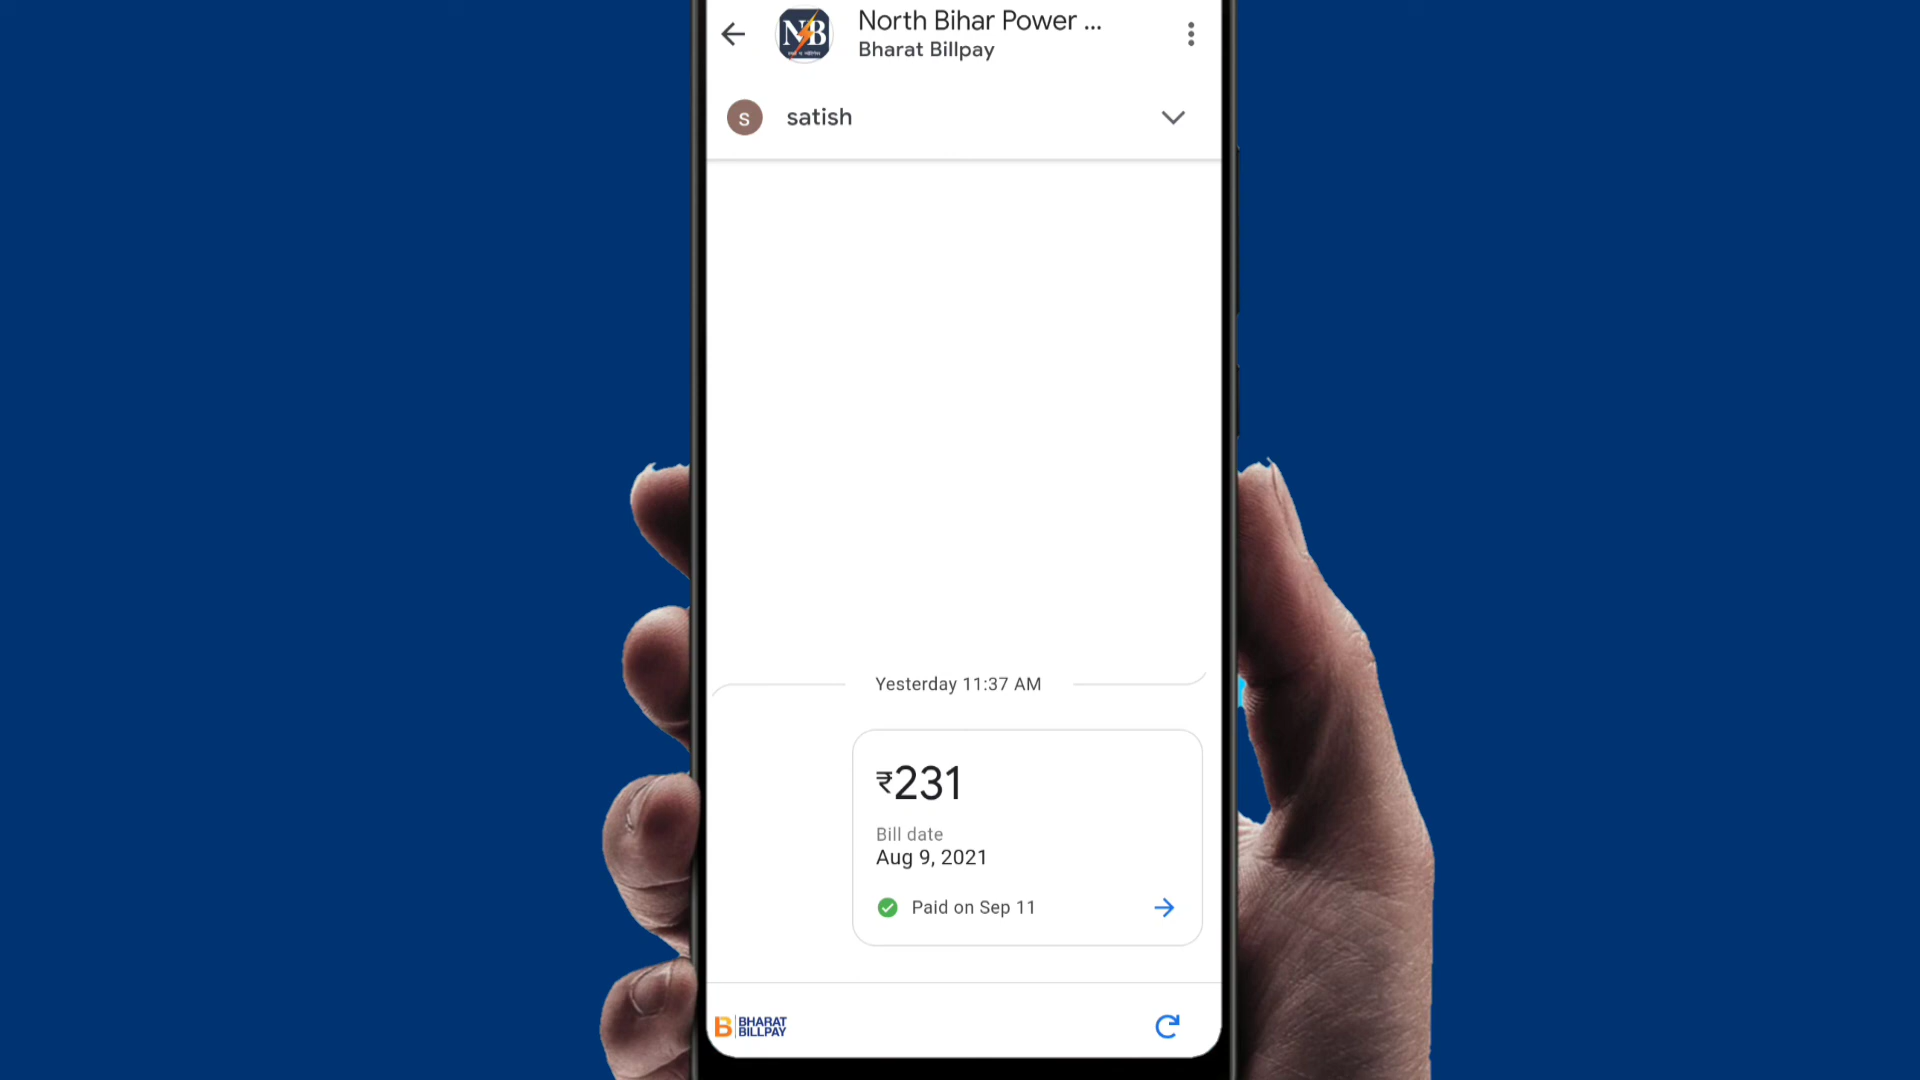 North Bihar Power ...
Bharat Billpay
NB
s
satish
Yesterday 11:37 AM
₹231
Bill date
Aug 9, 2021
Paid on Sep 11
B BHARAT
BILLPAY